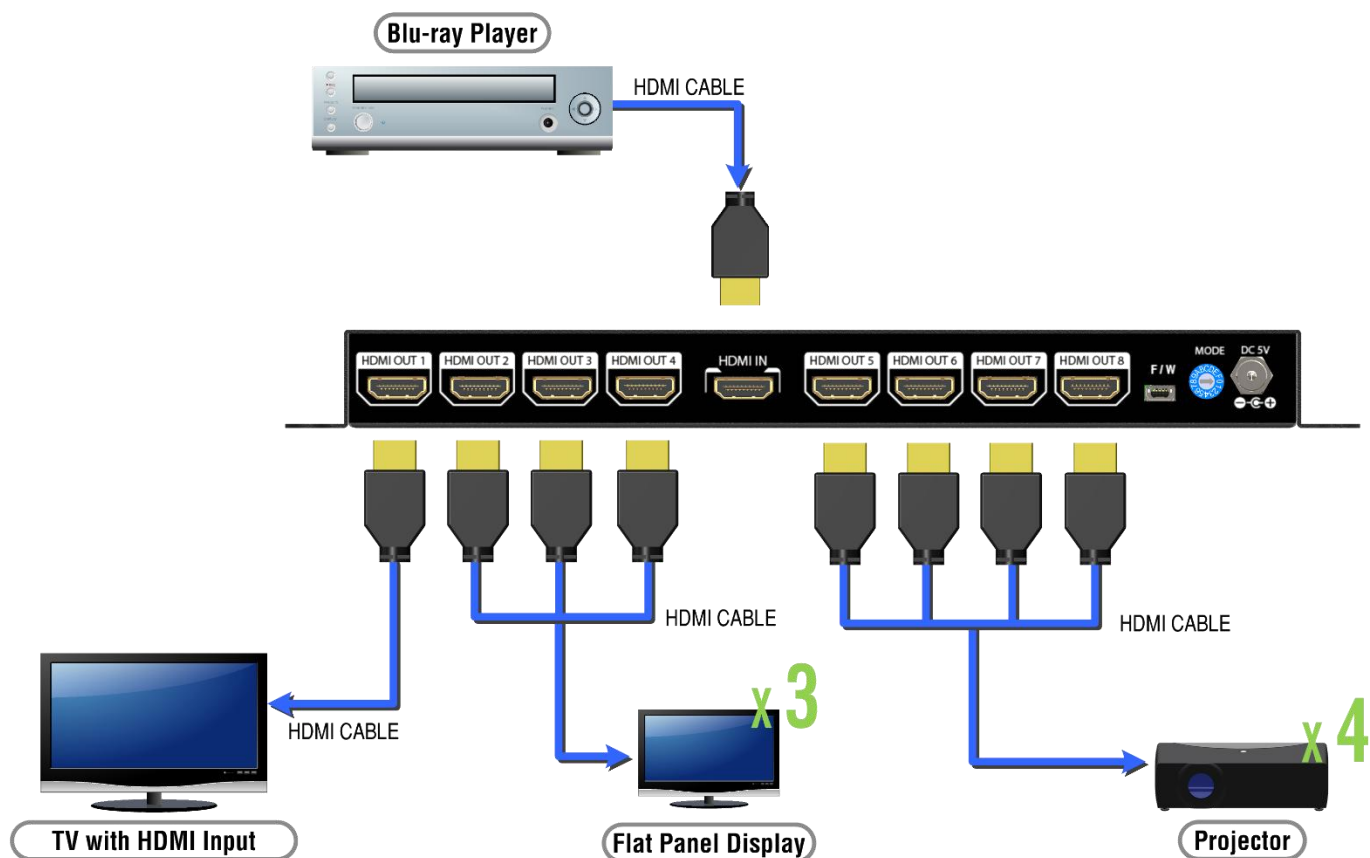 Blu-ray Player
HDMI CABLE
HDMI OUT 1
HDMI OUT 2
HDMI OUT 3
HDMI OUT 4
HDMI IN
HDMI OUT 5
HDMI OUT 6
HDMI OUT 7
HDMI OUT 8
F / W
MODE
DC 5V
HDMI CABLE
HDMI CABLE
HDMI CABLE
x 3
x 4
TV with HDMI Input
Flat Panel Display
Projector